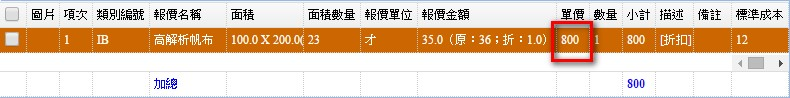 圖片 項次 類別編號 報價名稱 面積 面積數量 報價單位 報價金額 單價 數量 小計 描述 備註 標準成本
1 IB 高解析帆布 100.0 X 200.0( 23 才 35.0 (原：36；折：1.0) 800 1 800 [折扣] 12
加總 800